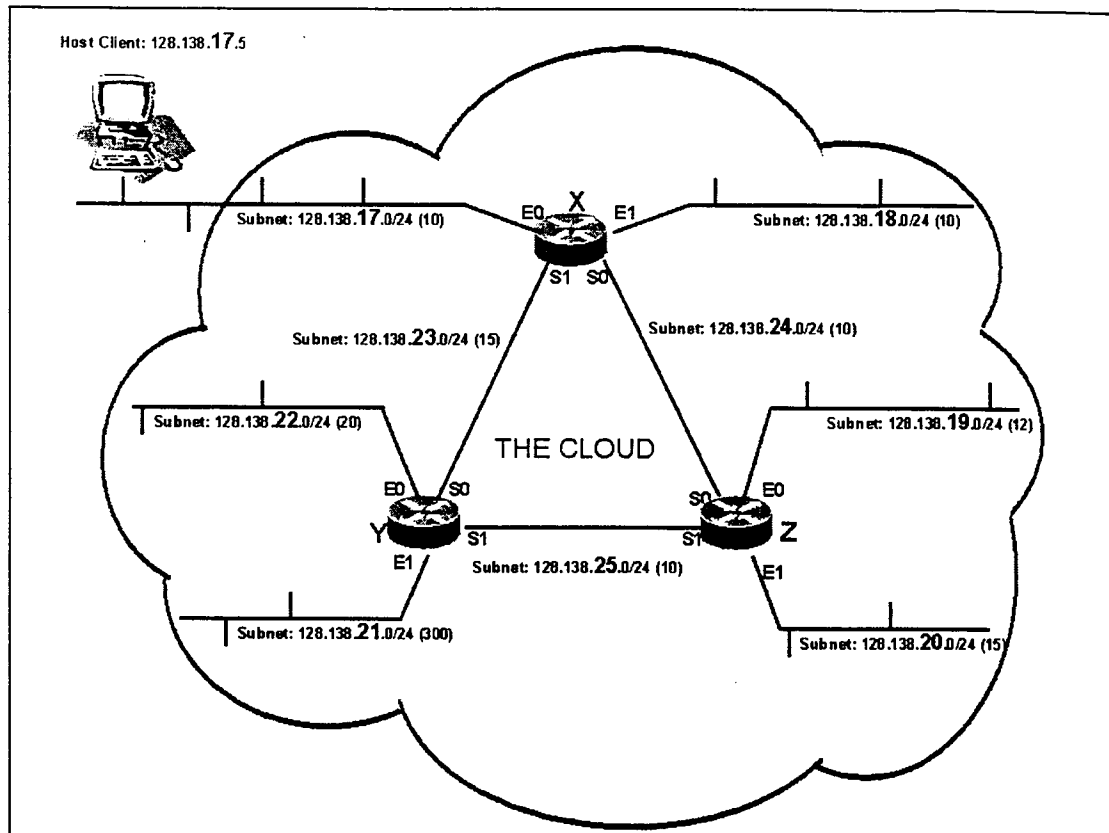 Host Client: 128.138.17.5
X
E0
E1
Subnet: 128.138.17.0/24 (10)
Subnet: 128.138.18.0/24 (10)
S1
S0
Subnet: 128.138.23.0/24 (15)
Subnet: 128.138.24.0/24 (10)
Subnet: 128.138.22.0/24 (20)
Subnet: 128.138.19.0/24 (12)
THE CLOUD
E0
S0
S0
E0
Y
S1
S1
Z
Subnet: 128.138.25.0/24 (10)
E1
E1
Subnet: 128.138.21.0/24 (300)
Subnet: 128.138.20.0/24 (15)